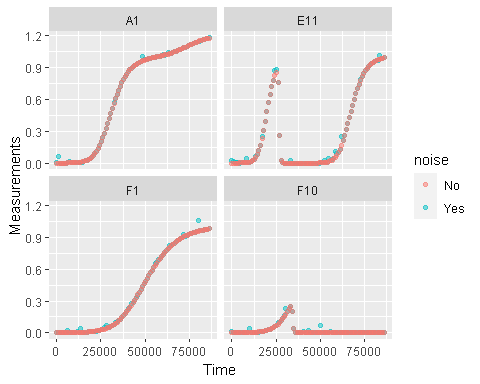 A1
E11
1.2
0.9
0.6
0.3
0.0
F1
F10
1.2
0.9
0.6
0.3
0.0
0
25000
50000
75000
0
25000
50000
75000
Time
Measurements
noise
No
Yes